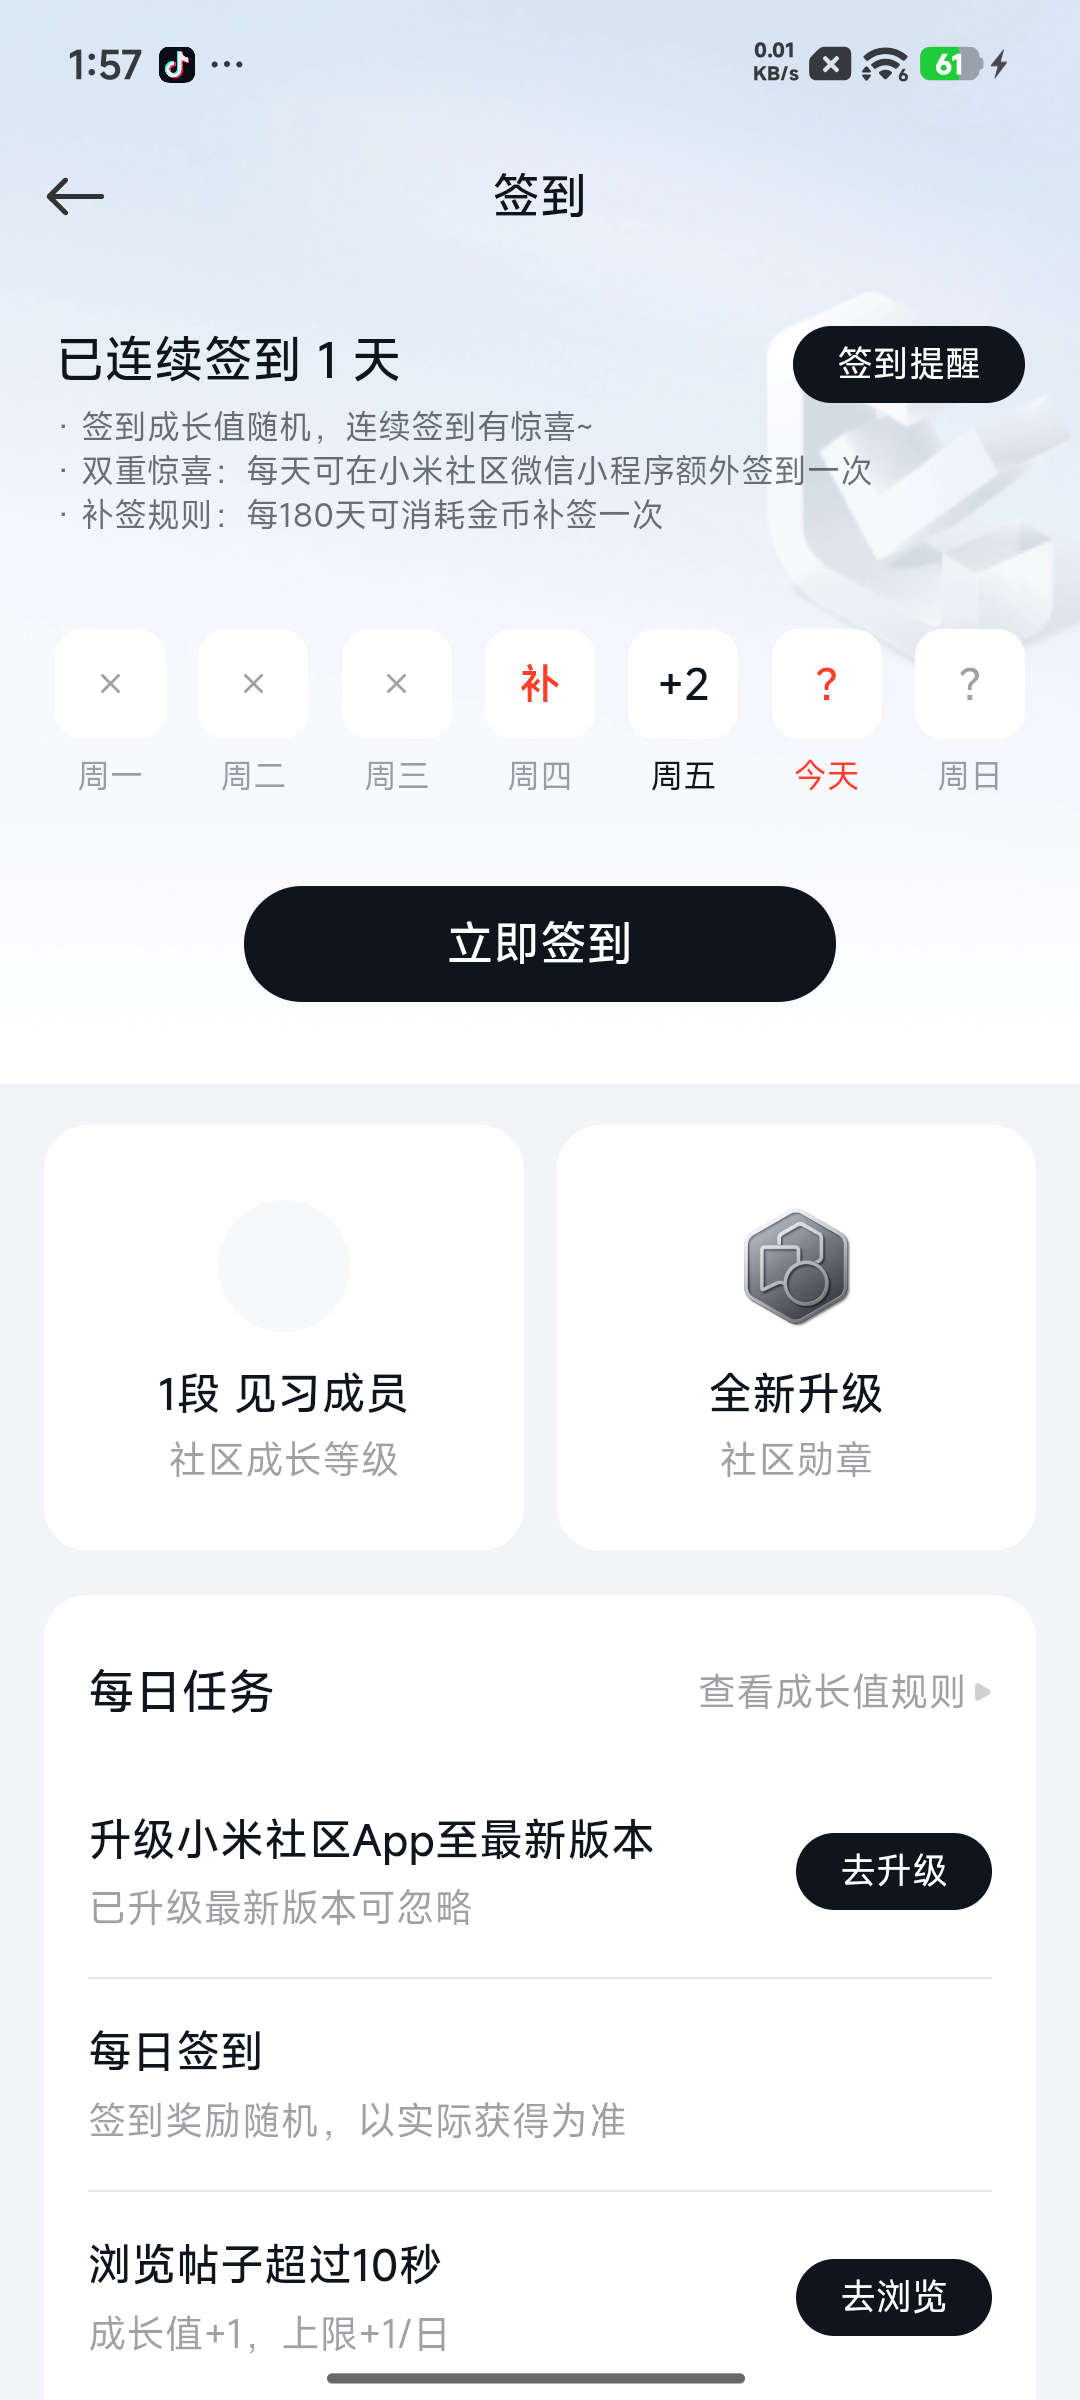 1:57
0.01
KB/s
6
61
签到
已连续签到 1 天
签到提醒
· 签到成长值随机，连续签到有惊喜~
· 双重惊喜：每天可在小米社区微信小程序额外签到一次
· 补签规则：每180天可消耗金币补签一次
× × × 补 +2 ? ?
周一 周二 周三 周四 周五 今天 周日
立即签到
1段 见习成员
社区成长等级
全新升级
社区勋章
每日任务
查看成长值规则
升级小米社区App至最新版本
已升级最新版本可忽略
去升级
每日签到
签到奖励随机，以实际获得为准
浏览帖子超过10秒
成长值+1，上限+1/日
去浏览